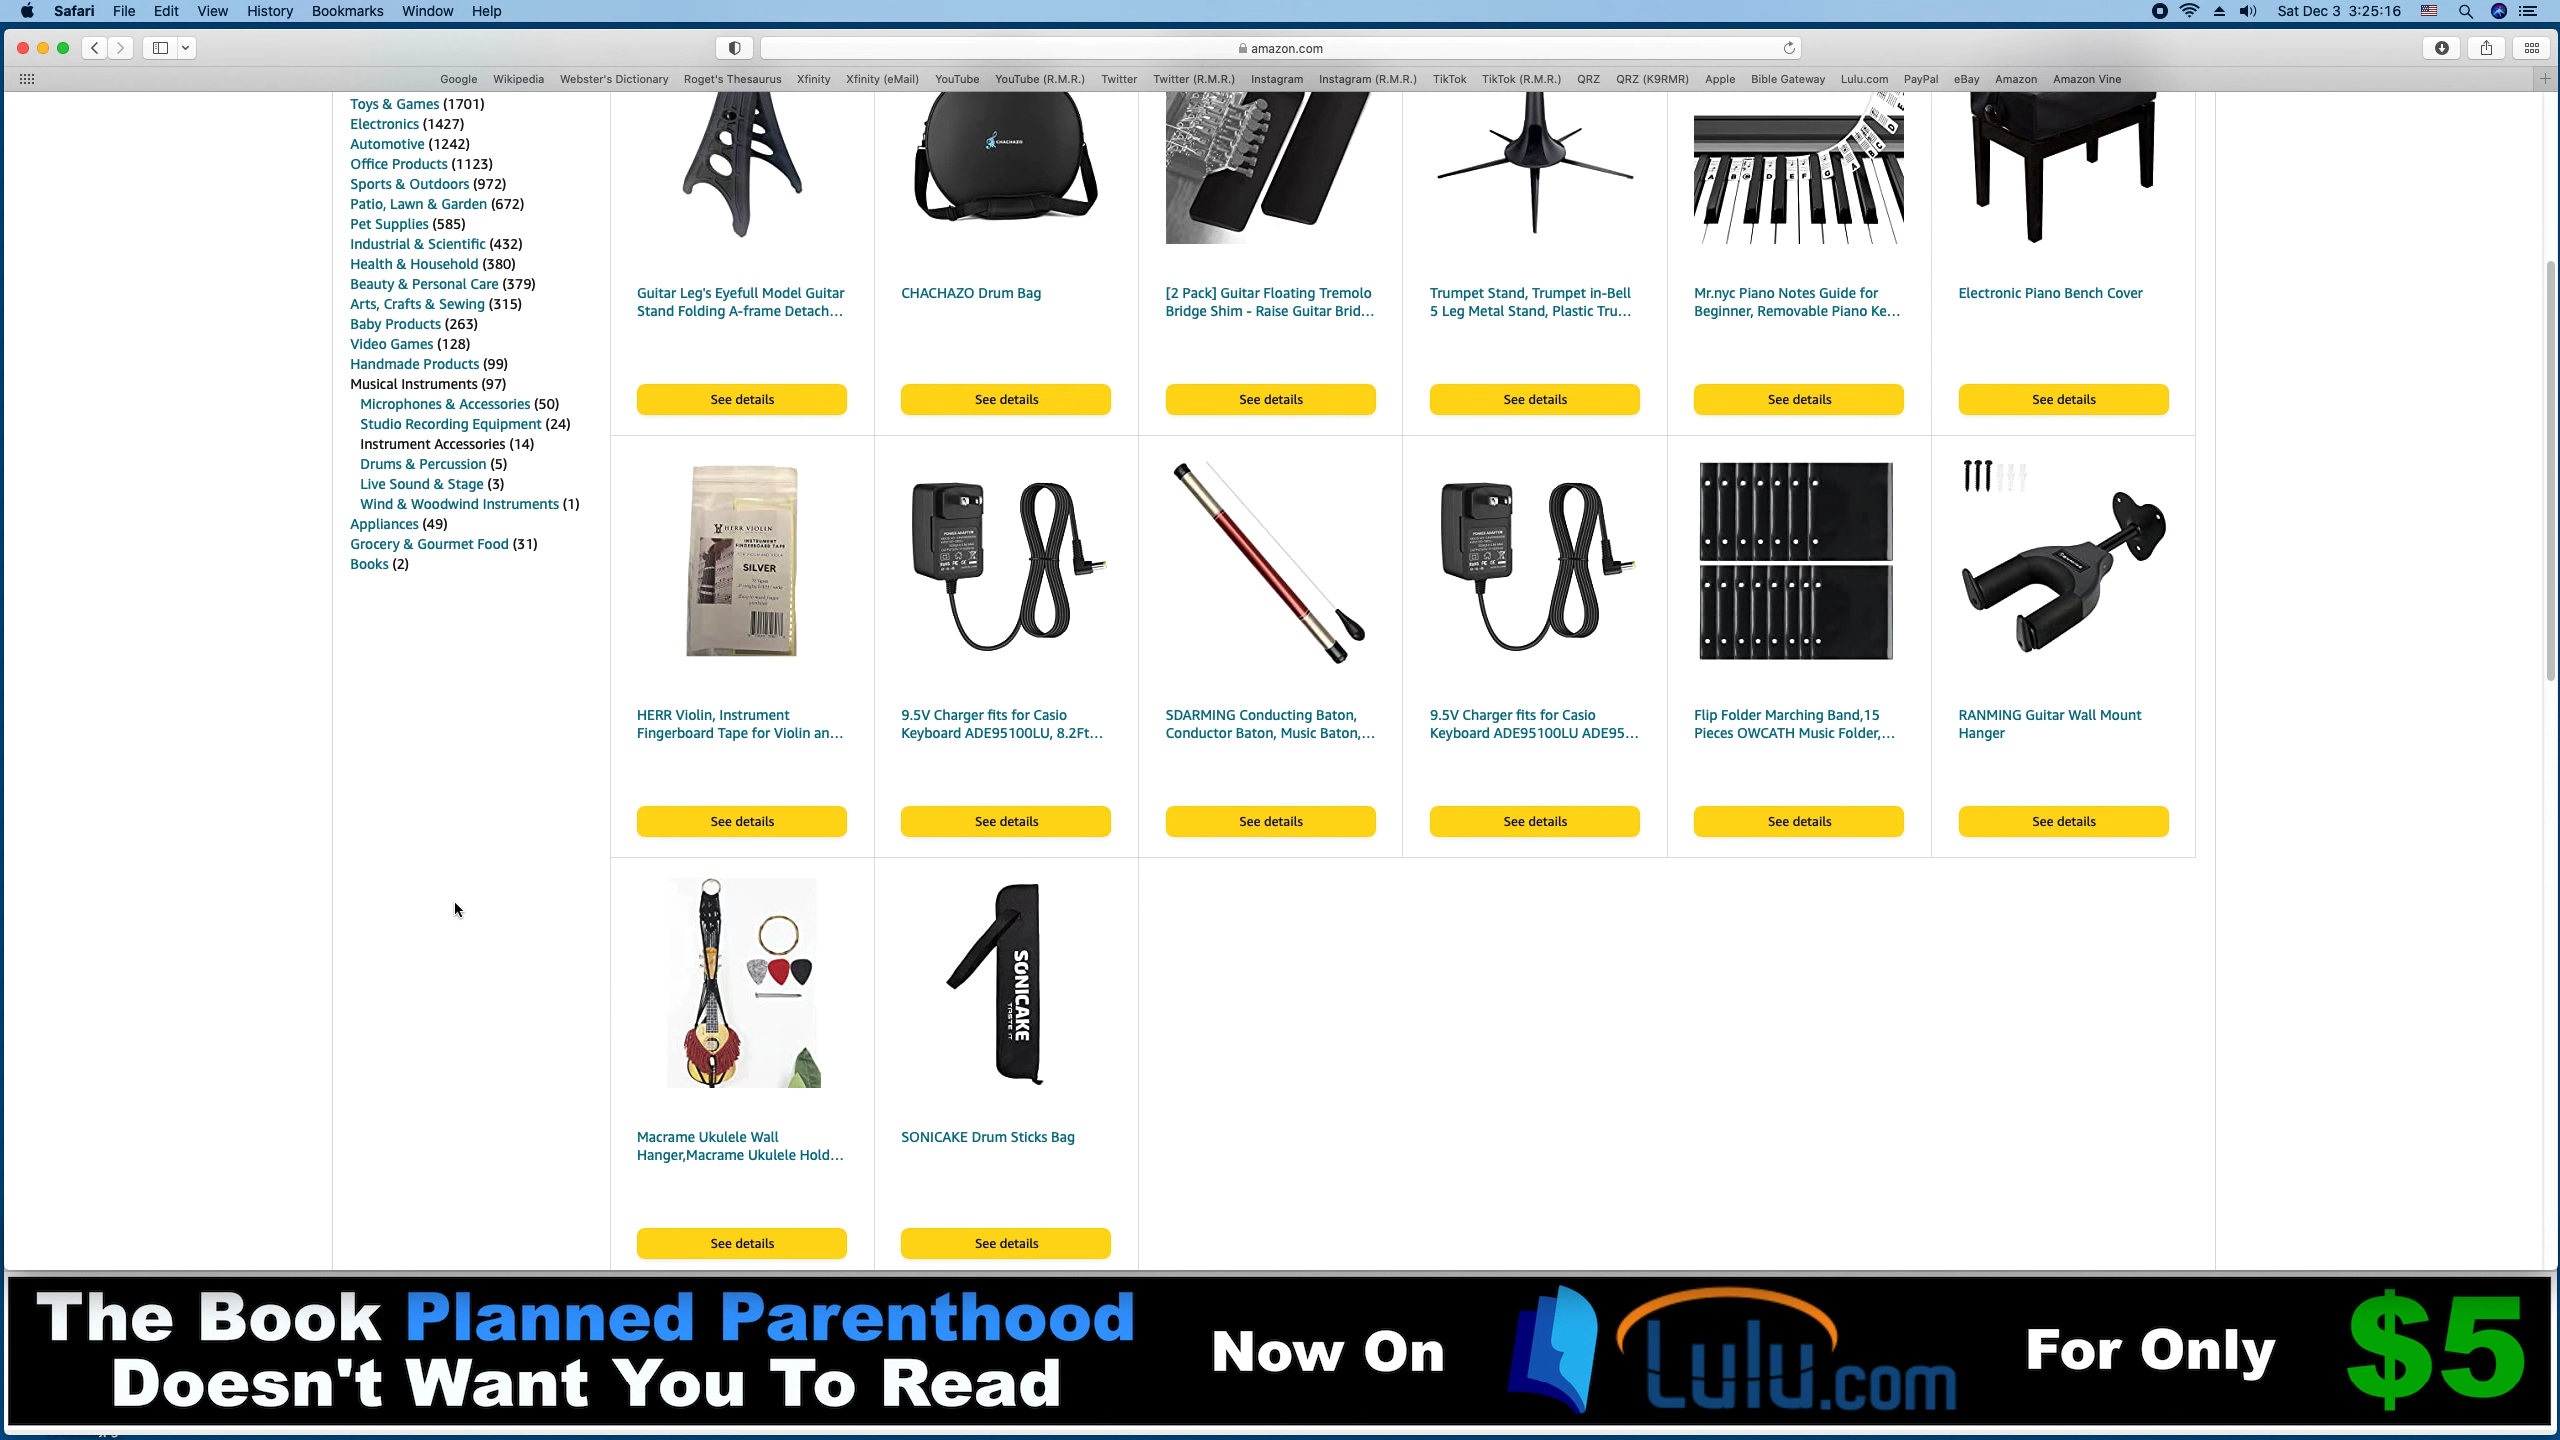 Safari File Edit View History Bookmarks Window Help
Sat Dec 3 3:25:16
amazon.com
Google Wikipedia Webster's Dictionary Roget's Thesaurus Xfinity Xfinity (eMail) YouTube YouTube (R.M.R.) Twitter Twitter (R.M.R.) Instagram Instagram (R.M.R.) TikTok TikTok (R.M.R.) QRZ QRZ (K9RMR) Apple Bible Gateway Lulu.com PayPal eBay Amazon Amazon Vine
Toys & Games (1701)
Electronics (1427)
Automotive (1242)
Office Products (1123)
Sports & Outdoors (972)
Patio, Lawn & Garden (672)
Pet Supplies (585)
Industrial & Scientific (432)
Health & Household (380)
Beauty & Personal Care (379)
Arts, Crafts & Sewing (315)
Baby Products (263)
Video Games (128)
Handmade Products (99)
Musical Instruments (97)
Microphones & Accessories (50)
Studio Recording Equipment (24)
Instrument Accessories (14)
Drums & Percussion (5)
Live Sound & Stage (3)
Wind & Woodwind Instruments (1)
Appliances (49)
Grocery & Gourmet Food (31)
Books (2)
CHACHAZO
Guitar Leg's Eyefull Model Guitar
Stand Folding A-frame Detach...
See details
CHACHAZO Drum Bag
See details
[2 Pack] Guitar Floating Tremolo
Bridge Shim - Raise Guitar Brid...
See details
Trumpet Stand, Trumpet in-Bell
5 Leg Metal Stand, Plastic Tru...
See details
Mr.nyc Piano Notes Guide for
Beginner, Removable Piano Ke...
See details
Electronic Piano Bench Cover
See details
HERR VIOLIN
INSTRUMENT
FINGERBOARD TAPE
SILVER
HERR Violin, Instrument
Fingerboard Tape for Violin an...
See details
9.5V Charger fits for Casio
Keyboard ADE95100LU, 8.2Ft...
See details
SDARMING Conducting Baton,
Conductor Baton, Music Baton,...
See details
9.5V Charger fits for Casio
Keyboard ADE95100LU ADE95...
See details
Flip Folder Marching Band,15
Pieces OWCATH Music Folder,...
See details
RANMING Guitar Wall Mount
Hanger
See details
Macrame Ukulele Wall
Hanger,Macrame Ukulele Hold...
See details
SONICAKE
TASTE IT
SONICAKE Drum Sticks Bag
See details
The Book Planned Parenthood
Doesn't Want You To Read
Now On
Lulu.com
For Only
$5